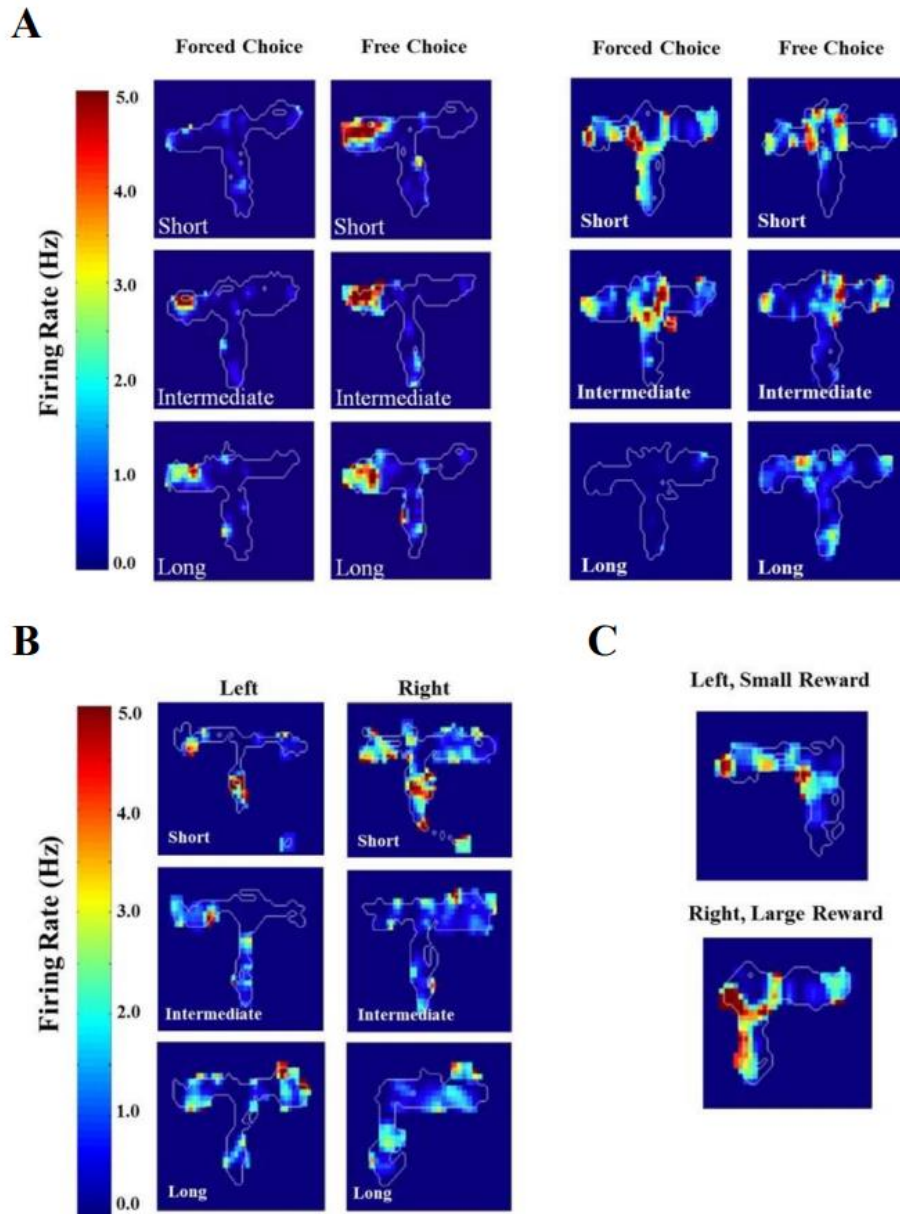 A
Forced Choice Free Choice Forced Choice Free Choice
Firing Rate (Hz)
5.0
4.0
3.0
2.0
1.0
0.0
Short Short Short Short
Intermediate Intermediate Intermediate Intermediate
Long Long Long Long
B
Left Right
Firing Rate (Hz)
5.0
4.0
3.0
2.0
1.0
0.0
Short Short
Intermediate Intermediate
Long Long
C
Left, Small Reward
Right, Large Reward